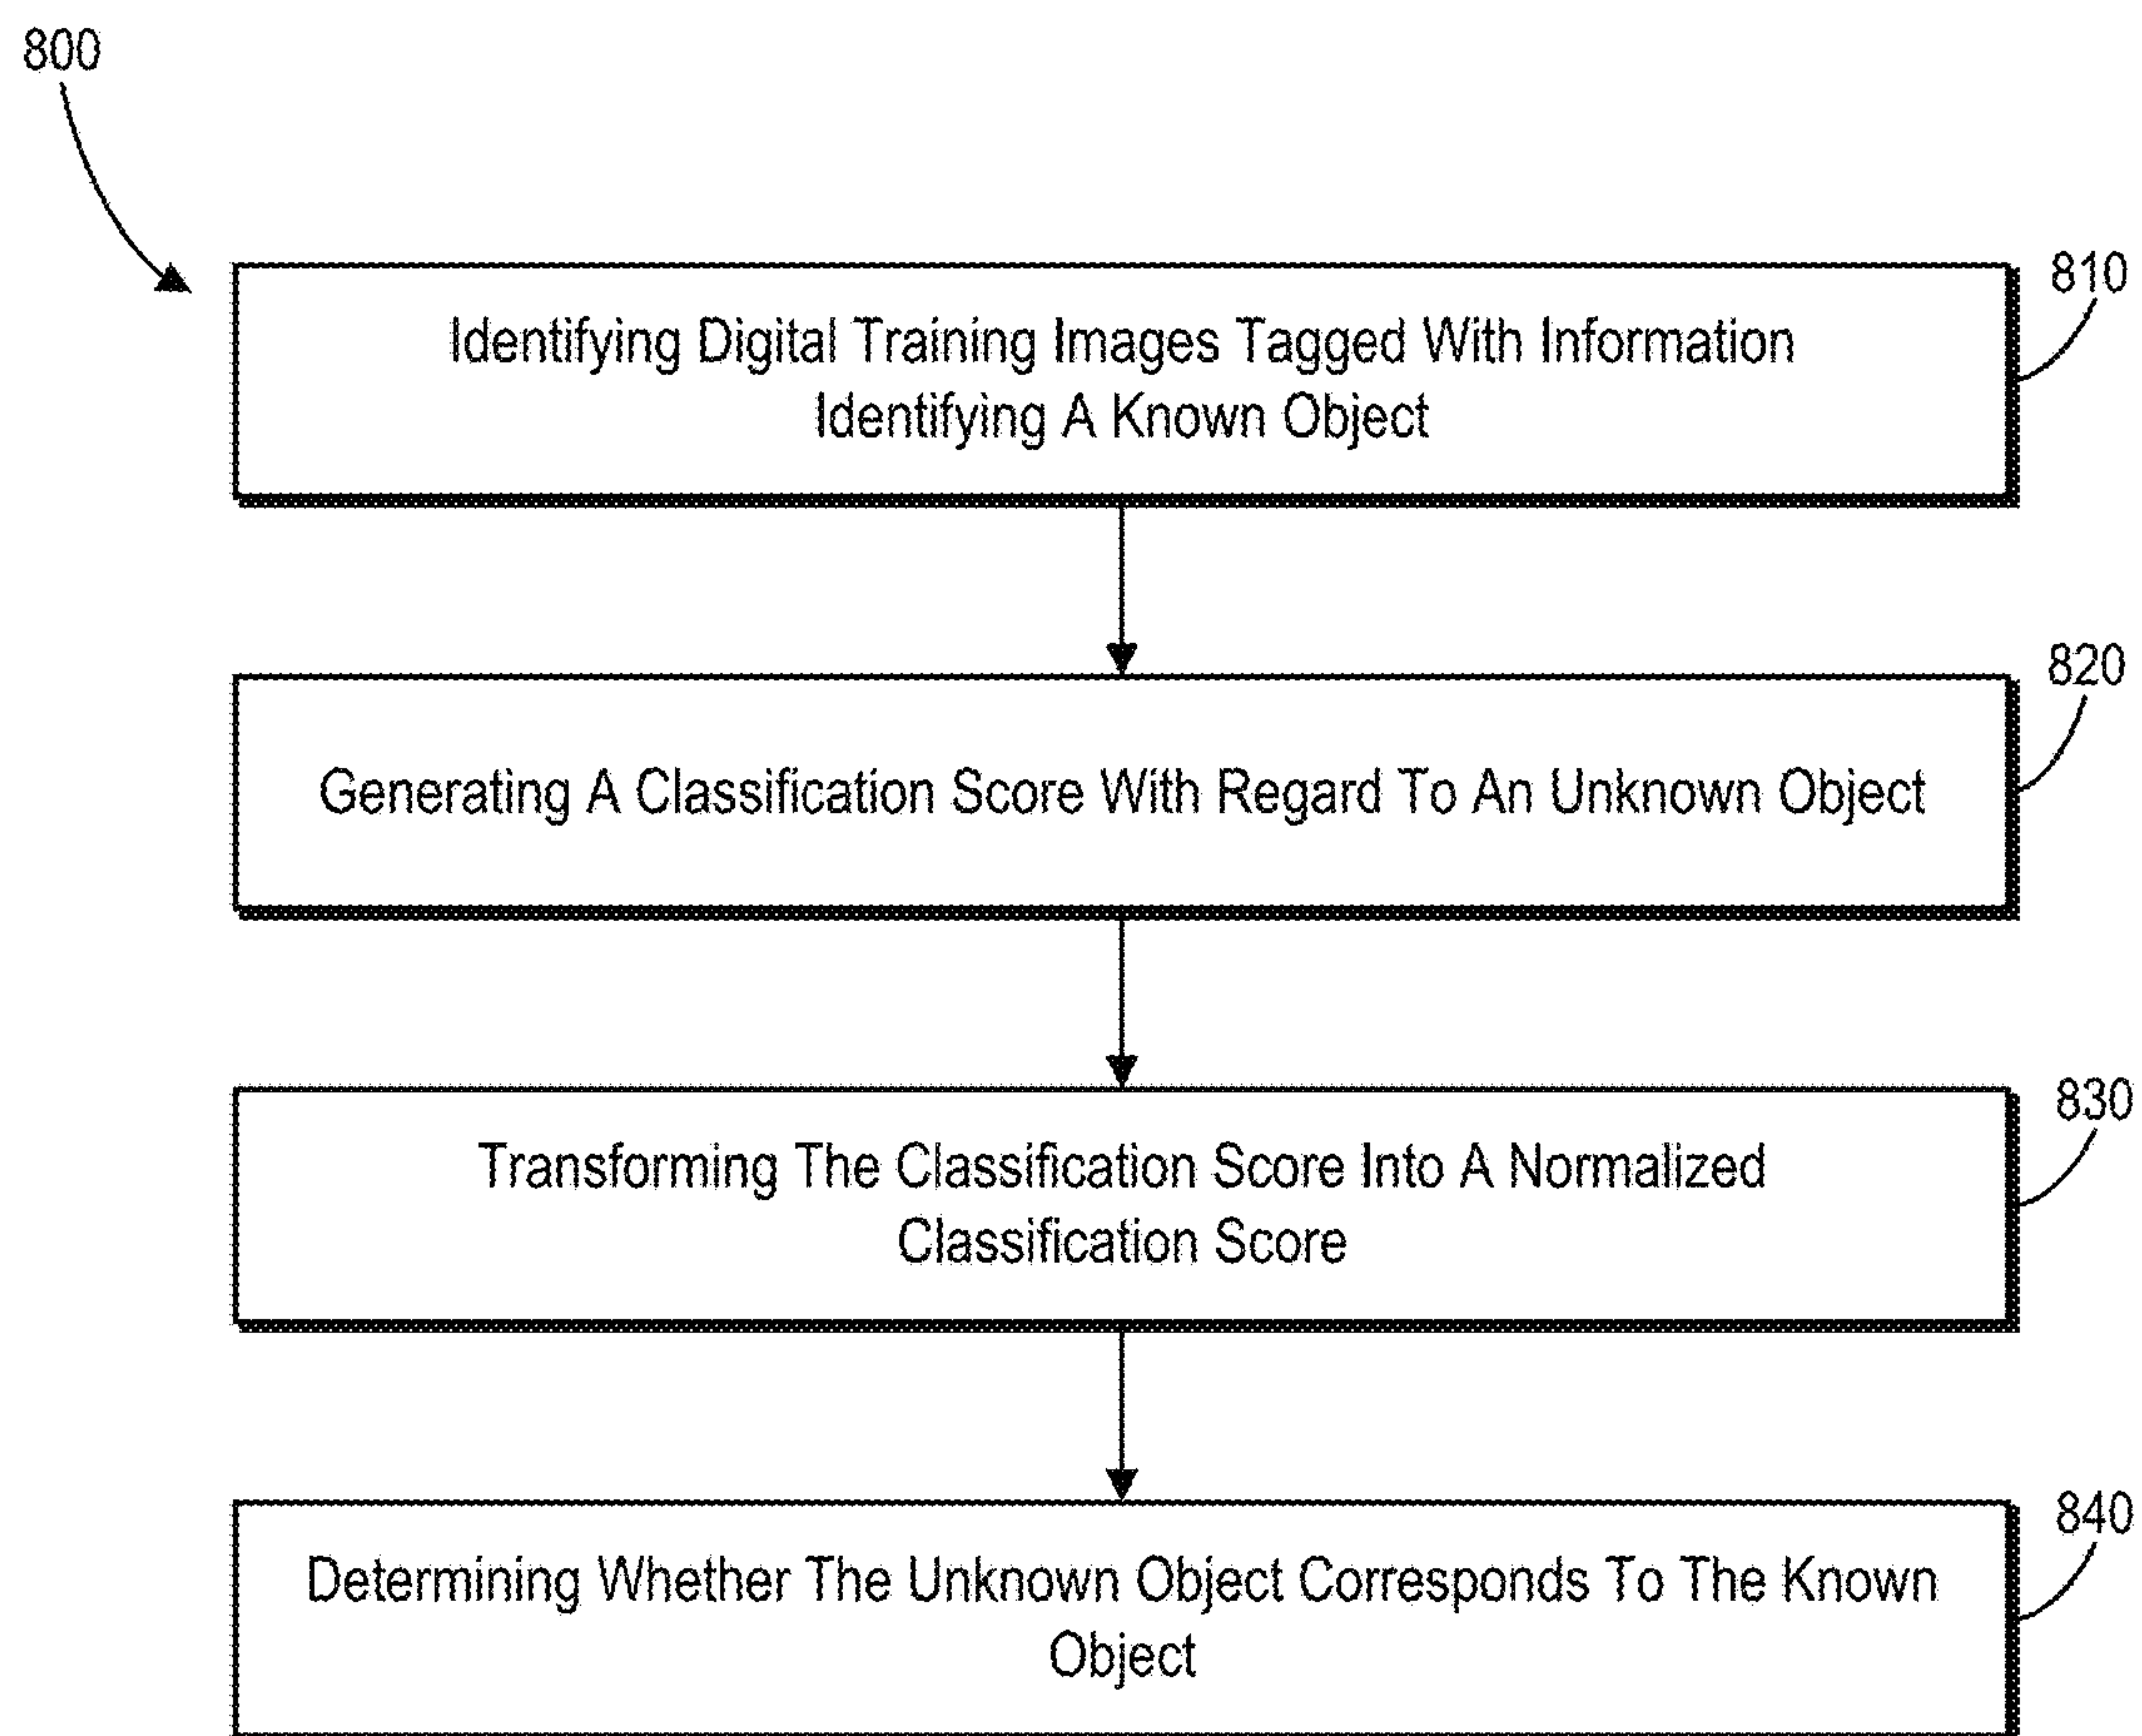 800
810
Identifying Digital Training Images Tagged With Information
Identifying A Known Object
820
Generating A Classification Score With Regard To An Unknown Object
830
Transforming The Classification Score Into A Normalized
Classification Score
840
Determining Whether The Unknown Object Corresponds To The Known
Object